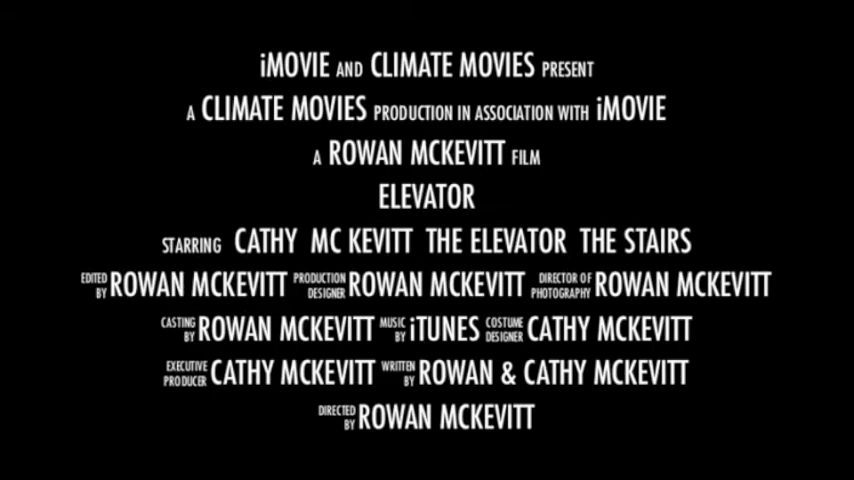 iMOVIE AND CLIMATE MOVIES PRESENT
A CLIMATE MOVIES PRODUCTION IN ASSOCIATION WITH iMOVIE
A ROWAN MCKEVITT FILM
ELEVATOR
STARRING CATHY MC KEVITT THE ELEVATOR THE STAIRS
EDITED BY ROWAN MCKEVITT PRODUCTION DESIGNER ROWAN MCKEVITT DIRECTOR OF PHOTOGRAPHY ROWAN MCKEVITT
CASTING BY ROWAN MCKEVITT MUSIC BY iTUNES COSTUME DESIGNER CATHY MCKEVITT
EXECUTIVE PRODUCER CATHY MCKEVITT WRITTEN BY ROWAN & CATHY MCKEVITT
DIRECTED BY ROWAN MCKEVITT